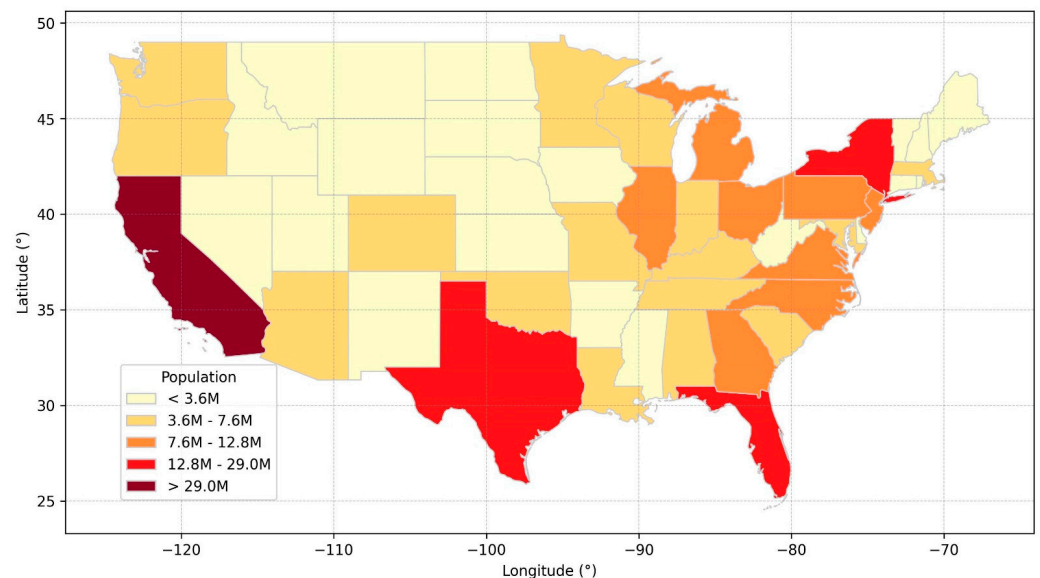 50
45
40
35
30
25
Latitude (°)
Population
< 3.6M
3.6M - 7.6M
7.6M - 12.8M
12.8M - 29.0M
> 29.0M
−120
−110
−100
−90
−80
−70
Longitude (°)